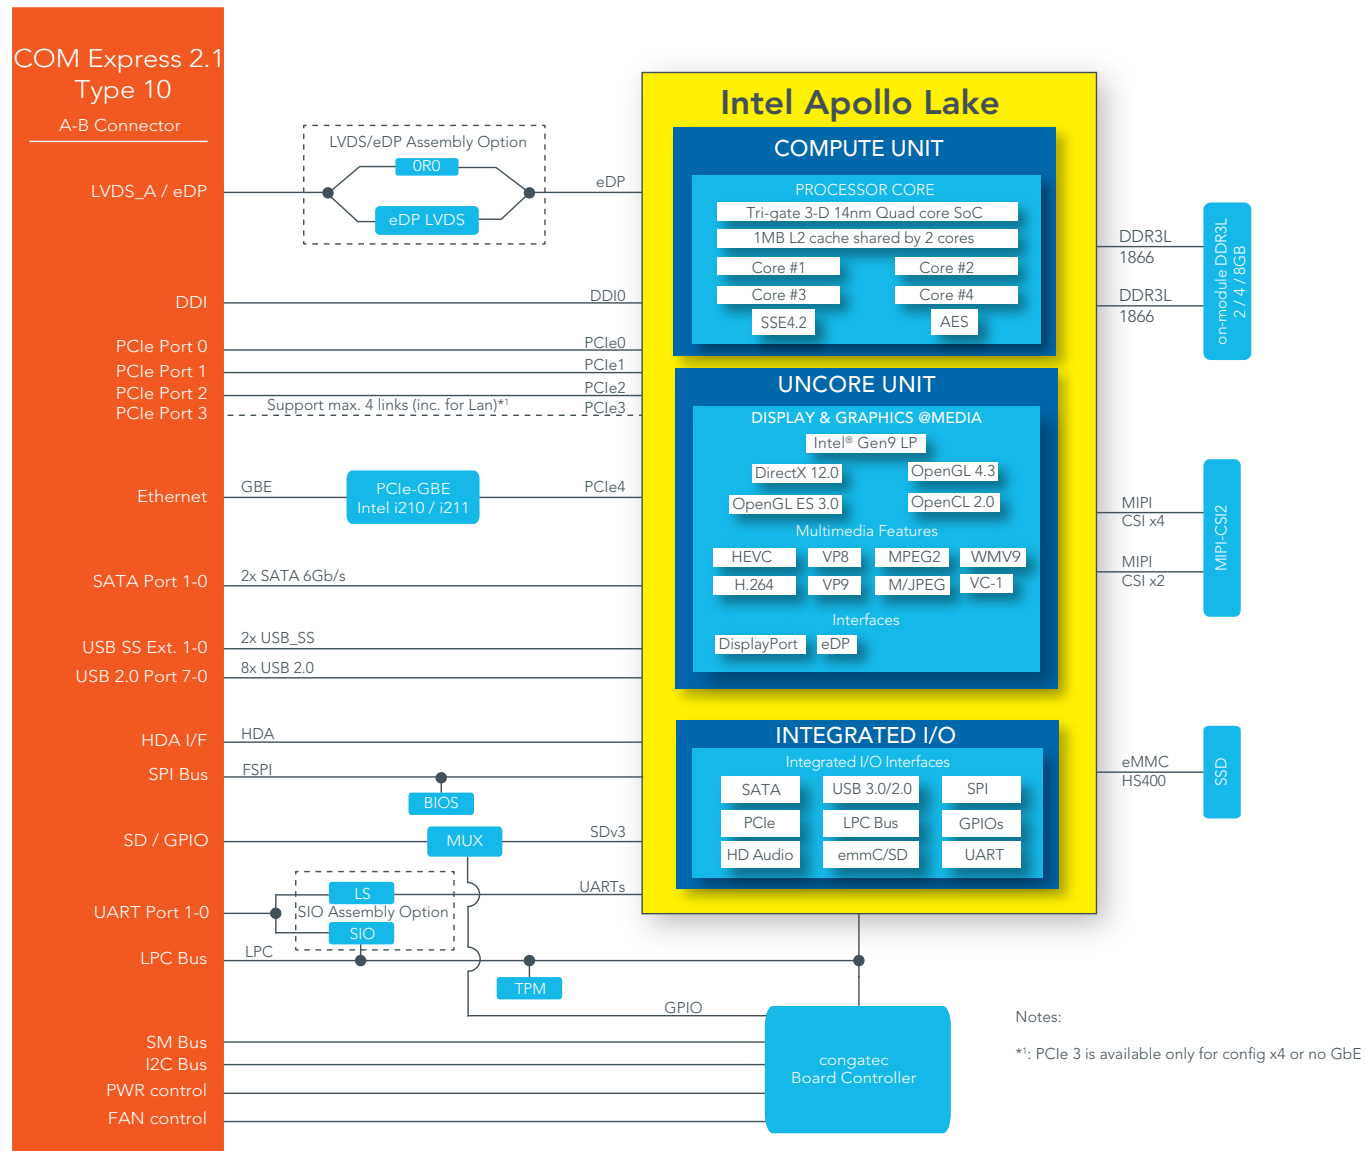 COM Express 2.1
Type 10
A-B Connector
LVDS_A / eDP
DDI
PCIe Port 0
PCIe Port 1
PCIe Port 2
PCIe Port 3
Ethernet
SATA Port 1-0
USB SS Ext. 1-0
USB 2.0 Port 7-0
HDA I/F
SPI Bus
SD / GPIO
UART Port 1-0
LPC Bus
SM Bus
I2C Bus
PWR control
FAN control
LVDS/eDP Assembly Option
0R0
eDP LVDS
eDP
DDI0
PCIe0
PCIe1
PCIe2
Support max. 4 links (inc. for Lan)*1
PCIe3
GBE
PCIe-GBE
Intel i210 / i211
PCIe4
2x SATA 6Gb/s
2x USB_SS
8x USB 2.0
HDA
FSPI
BIOS
MUX
SDv3
LS
SIO Assembly Option
SIO
UARTs
LPC
TPM
GPIO
Intel Apollo Lake
COMPUTE UNIT
PROCESSOR CORE
Tri-gate 3-D 14nm Quad core SoC
1MB L2 cache shared by 2 cores
Core #1
Core #2
Core #3
Core #4
SSE4.2
AES
UNCORE UNIT
DISPLAY & GRAPHICS @MEDIA
Intel® Gen9 LP
DirectX 12.0
OpenGL 4.3
OpenGL ES 3.0
OpenCL 2.0
Multimedia Features
HEVC
VP8
MPEG2
WMV9
H.264
VP9
M/JPEG
VC-1
Interfaces
DisplayPort
eDP
INTEGRATED I/O
Integrated I/O Interfaces
SATA
USB 3.0/2.0
SPI
PCIe
LPC Bus
GPIOs
HD Audio
emmC/SD
UART
congatec
Board Controller
DDR3L
1866
DDR3L
1866
on-module DDR3L
2 / 4 / 8GB
MIPI
CSI x4
MIPI
CSI x2
MIPI-CSI2
eMMC
HS400
SSD
Notes:
*1: PCIe 3 is available only for config x4 or no GbE